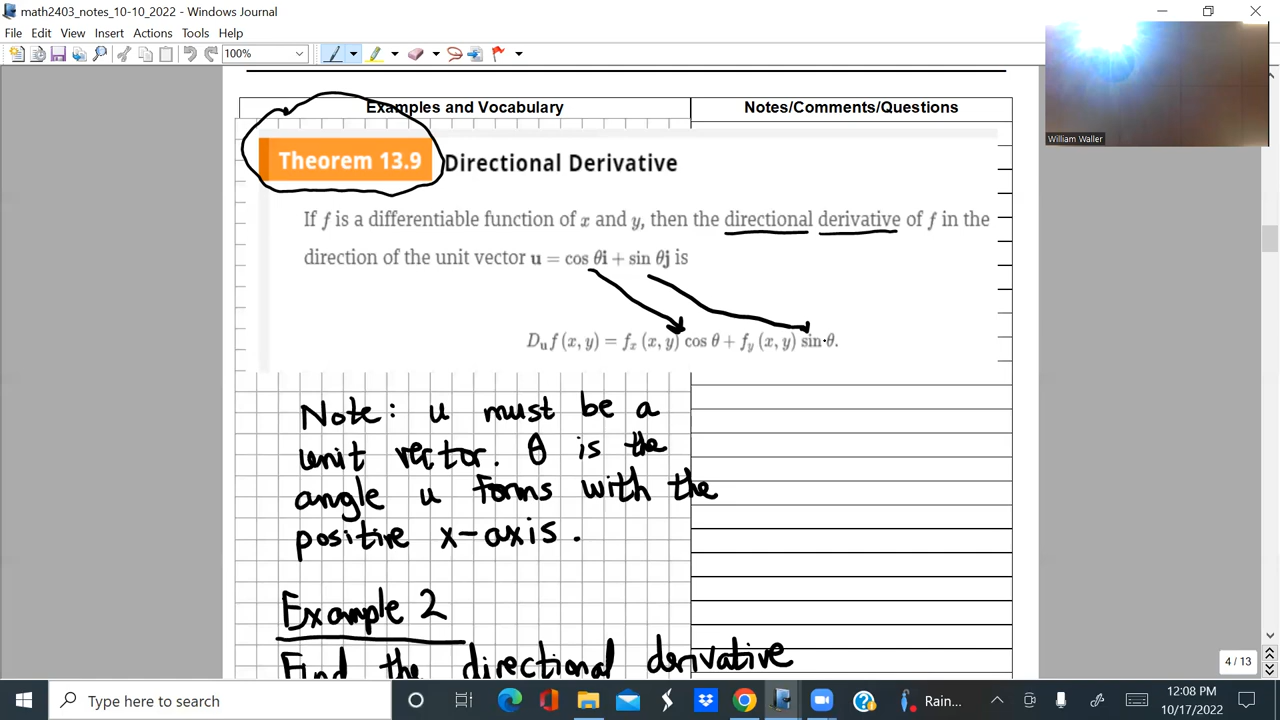 math2403_notes_10-10_2022 - Windows Journal
File Edit View Insert Actions Tools Help
100%
William Waller
Examples and Vocabulary
Notes/Comments/Questions
Theorem 13.9 Directional Derivative
If f is a differentiable function of x and y, then the directional derivative of f in the
direction of the unit vector u = cos θi + sin θj is
Duf (x, y) = fx (x, y) cos θ + fy (x, y) sin θ.
Note: u must be a
unit vector. θ is the
angle u forms with the
positive x-axis.
Example 2
Find the directional derivative
4 / 13
Type here to search
Rain...
12:08 PM
10/17/2022